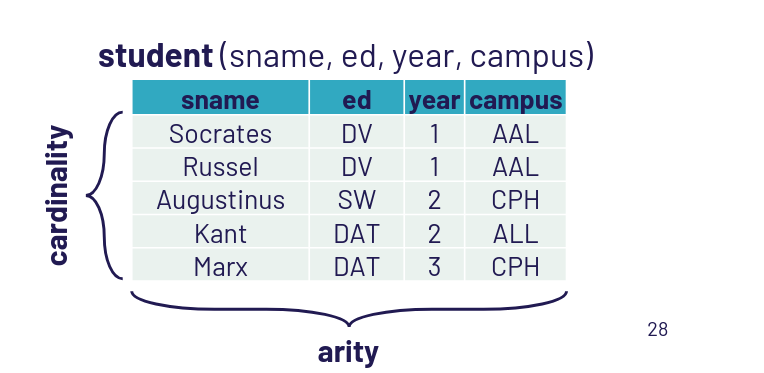 student (sname, ed, year, campus)
sname ed year campus
Socrates DV 1 AAL
Russel DV 1 AAL
Augustinus SW 2 CPH
Kant DAT 2 ALL
Marx DAT 3 CPH
cardinality
arity
28